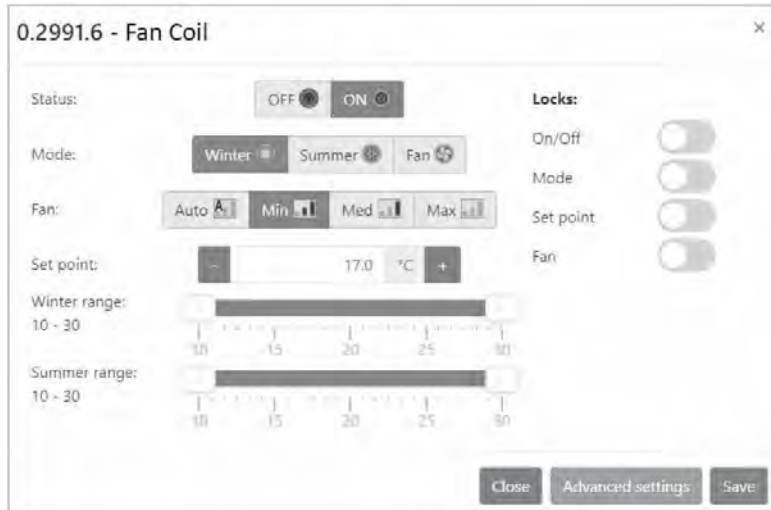 0.2991.6 - Fan Coil
×
Status:
OFF ON
Mode:
Winter Summer Fan
Fan:
Auto A Min Med Max
Set point:
- 17.0 °C +
Winter range:
10 - 30
10 15 20 25 30
Summer range:
10 - 30
10 15 20 25 30
Locks:
On/Off
Mode
Set point
Fan
Close Advanced settings Save